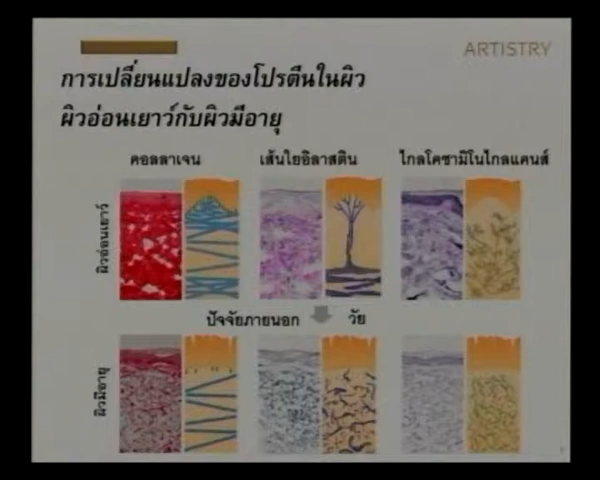 ARTISTRY
การเปลี่ยนแปลงของโปรตีนในผิว
ผิวอ่อนเยาว์กับผิวมีอายุ
คอลลาเจน เส้นใยอิลาสติน ไกลโคซามิโนไกลแคนส์
ผิวอ่อนเยาว์
ปัจจัยภายนอก วัย
ผิวมีอายุ